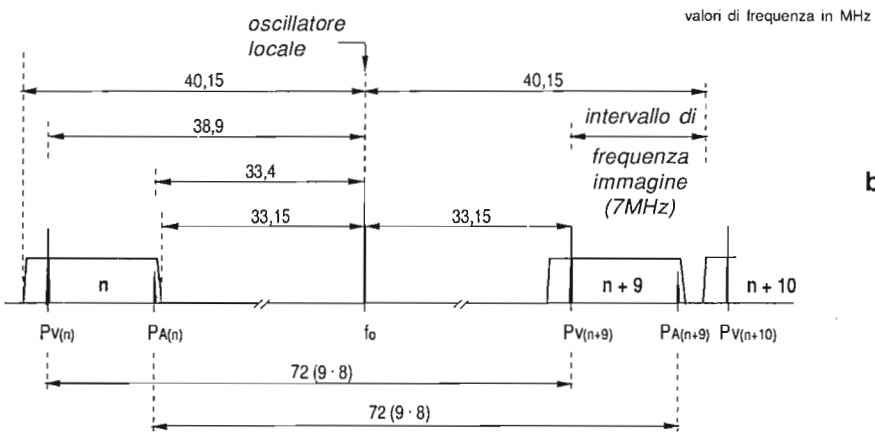 valori di frequenza in MHz
oscillatore
locale
40,15
40,15
38,9
intervallo di
frequenza
immagine
(7MHz)
33,4
33,15
33,15
b
n
n + 9
n + 10
PV(n)
PA(n)
fo
PV(n+9)
PA(n+9)
PV(n+10)
72 (9 · 8)
72 (9 · 8)